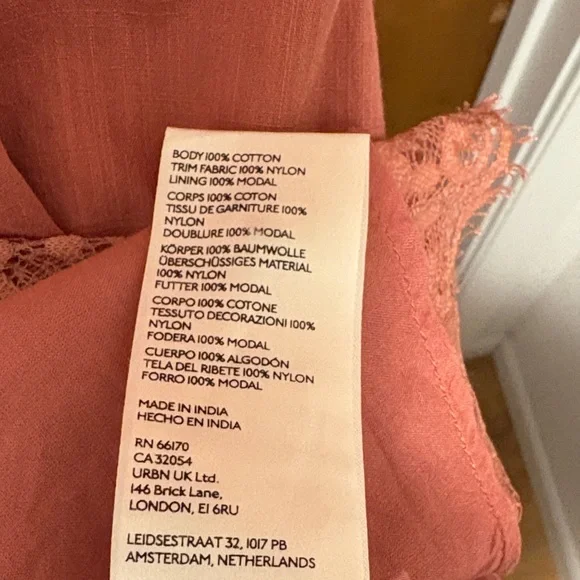 BODY 100% COTTON
TRIM FABRIC 100% NYLON
LINING 100% MODAL
CORPS 100% COTON
TISSU DE GARNITURE 100%
NYLON
DOUBLURE 100% MODAL
KÖRPER 100% BAUMWOLLE
ÜBERSCHÜSSIGES MATERIAL
100% NYLON
FUTTER 100% MODAL
CORPO 100% COTONE
TESSUTO DECORAZIONI 100%
NYLON
FODERA 100% MODAL
CUERPO 100% ALGODÓN
TELA DEL RIBETE 100% NYLON
FORRO 100% MODAL
MADE IN INDIA
HECHO EN INDIA
RN 66170
CA 32054
URBN UK Ltd.
146 Brick Lane,
LONDON, E1 6RU
LEIDSESTRAAT 32, 1017 PB
AMSTERDAM, NETHERLANDS